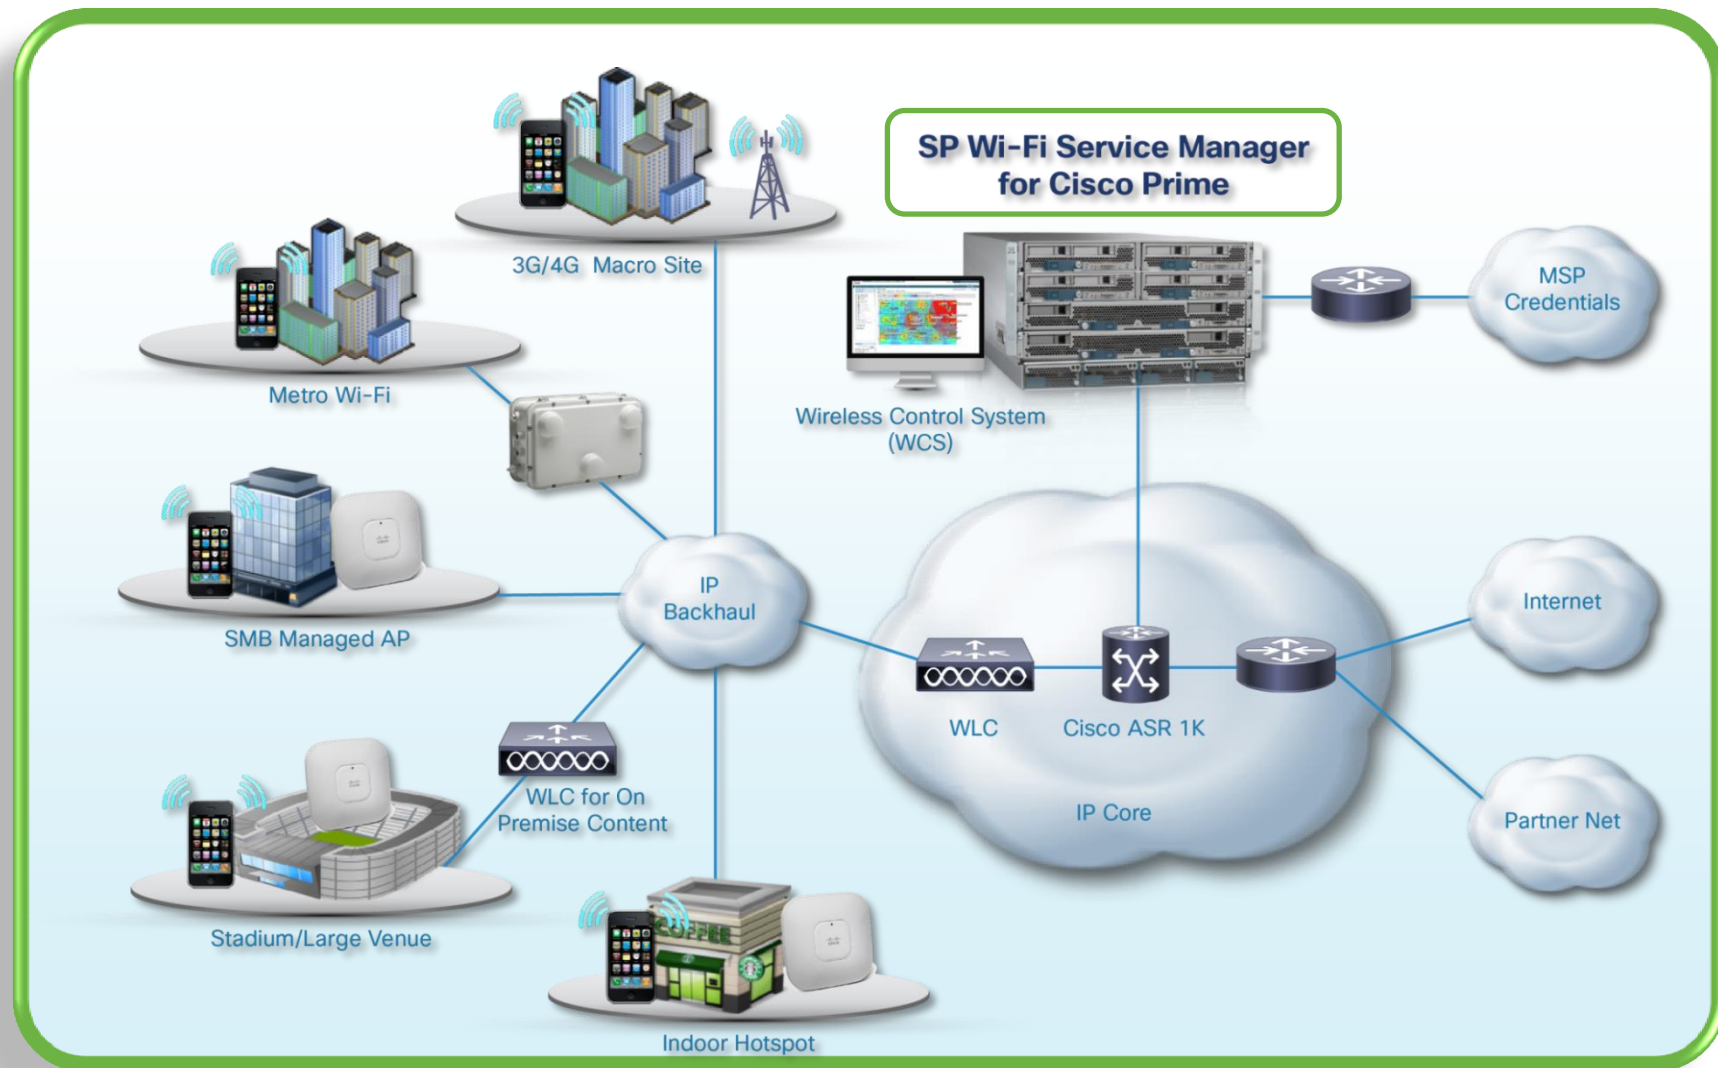 SP Wi-Fi Service Manager
for Cisco Prime
3G/4G Macro Site
MSP
Credentials
Metro Wi-Fi
Wireless Control System
(WCS)
IP
Backhaul
Internet
SMB Managed AP
WLC
Cisco ASR 1K
WLC for On
Premise Content
IP Core
Partner Net
Stadium/Large Venue
COFFEE
Indoor Hotspot